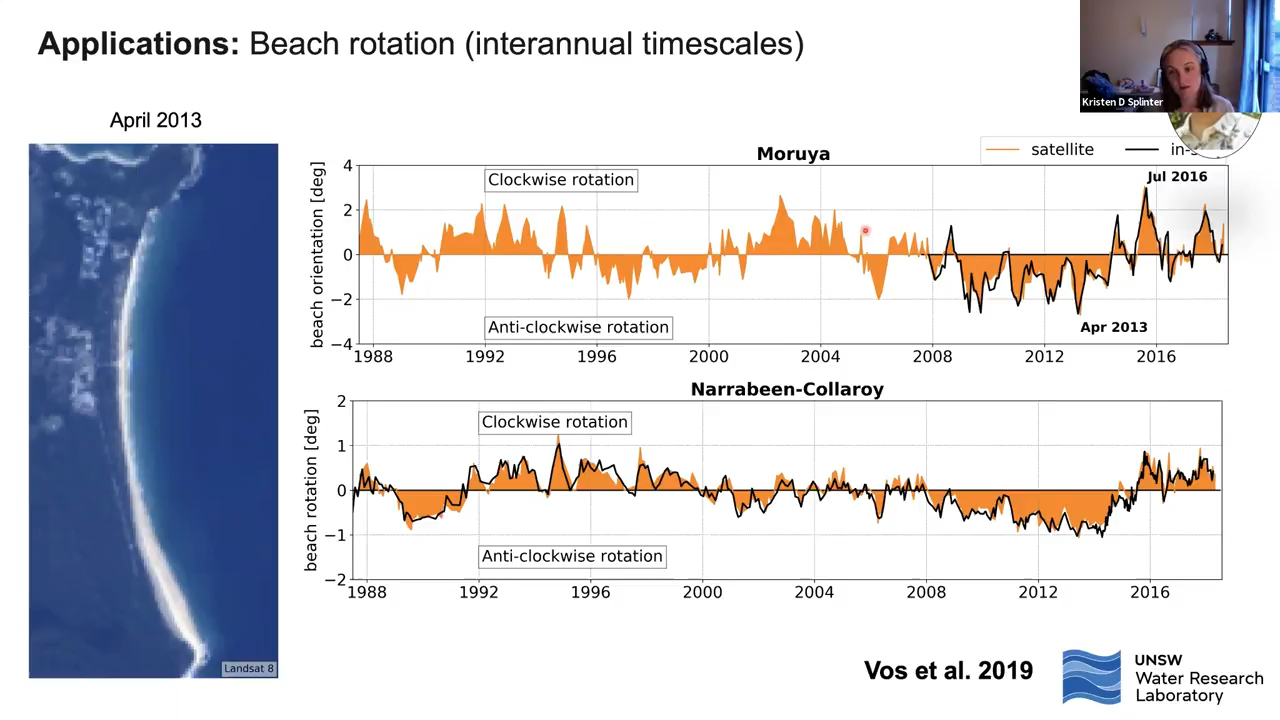 Applications: Beach rotation (interannual timescales)
Kristen D Splinter
April 2013
Landsat 8
Moruya
satellite
beach orientation [deg]
4
2
0
−2
−4
Clockwise rotation
Anti-clockwise rotation
Jul 2016
Apr 2013
1988 1992 1996 2000 2004 2008 2012 2016
Narrabeen-Collaroy
beach rotation [deg]
2
1
0
−1
−2
Clockwise rotation
Anti-clockwise rotation
1988 1992 1996 2000 2004 2008 2012 2016
Vos et al. 2019
UNSW
Water Research
Laboratory